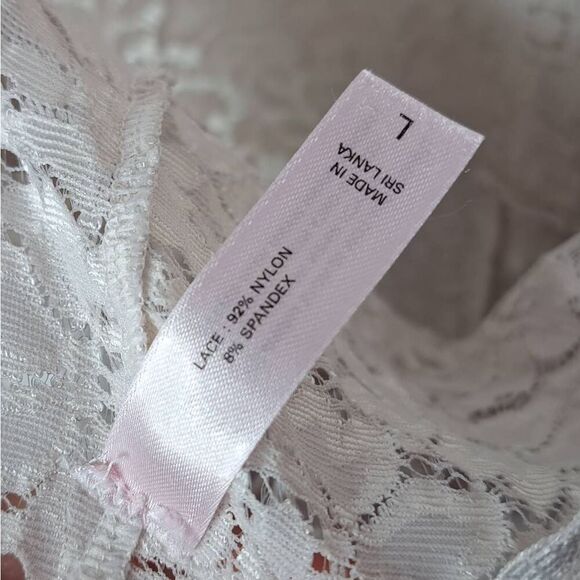 L
MADE IN
SRI LANKA
LACE : 92% NYLON
8% SPANDEX